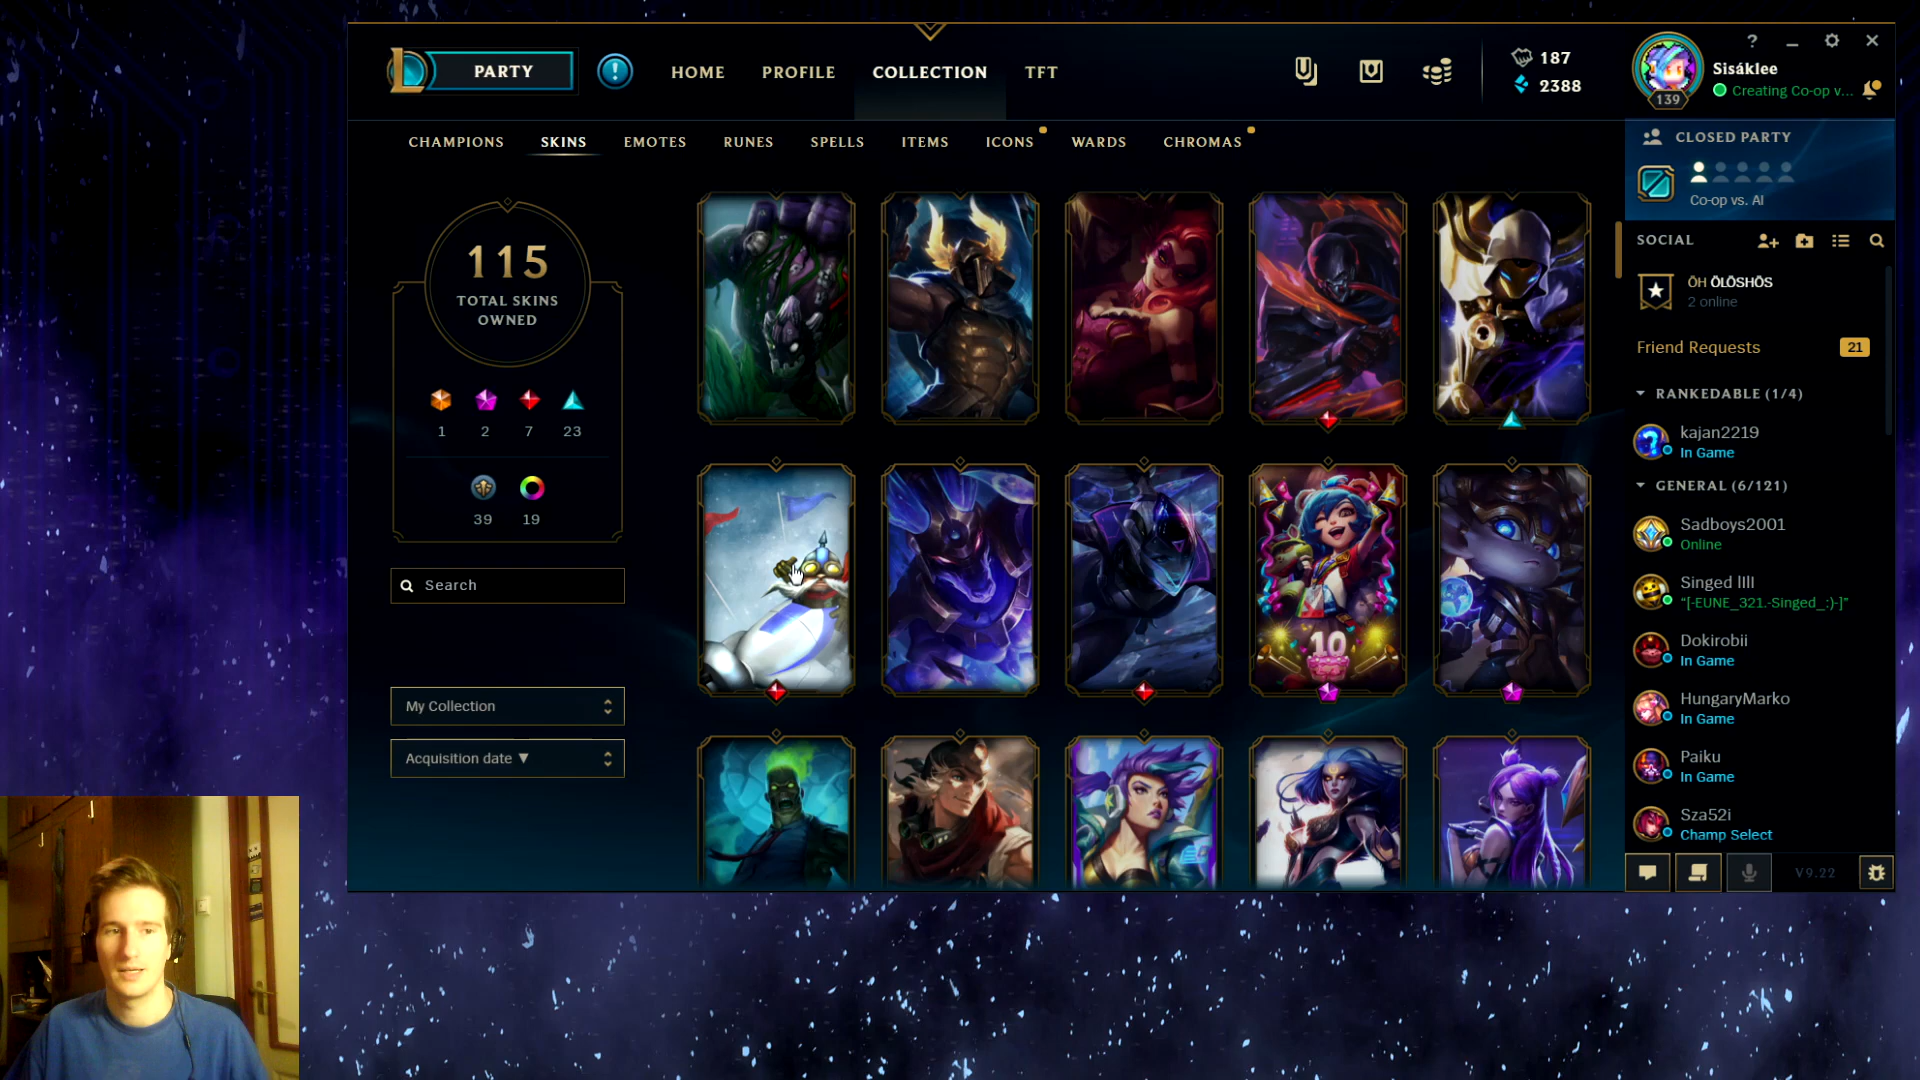 PARTY
HOME
PROFILE
COLLECTION
TFT
187
2388
139
Sisáklee
Creating Co-op v...
CHAMPIONS
SKINS
EMOTES
RUNES
SPELLS
ITEMS
ICONS
WARDS
CHROMAS
CLOSED PARTY
Co-op vs. AI
115
TOTAL SKINS
OWNED
1
2
7
23
39
19
Search
My Collection
Acquisition date ▼
10
SOCIAL
ŐH ŐLŐSHŐS
2 online
Friend Requests
21
RANKEDABLE (1/4)
kajan2219
In Game
GENERAL (6/121)
Sadboys2001
Online
Singed llll
“[-EUNE_321.-Singed_:)-]”
Dokirobii
In Game
HungaryMarko
In Game
Paiku
In Game
Sza52i
Champ Select
V9.22